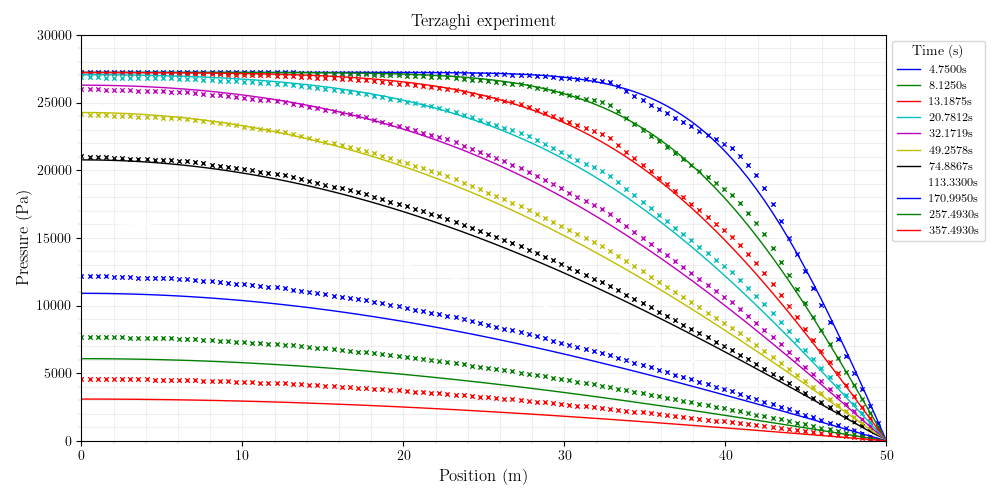 Terzaghi experiment
30000
25000
20000
15000
10000
5000
0
Pressure (Pa)
0 10 20 30 40 50
Position (m)
Time (s)
4.7500s
8.1250s
13.1875s
20.7812s
32.1719s
49.2578s
74.8867s
113.3300s
170.9950s
257.4930s
357.4930s